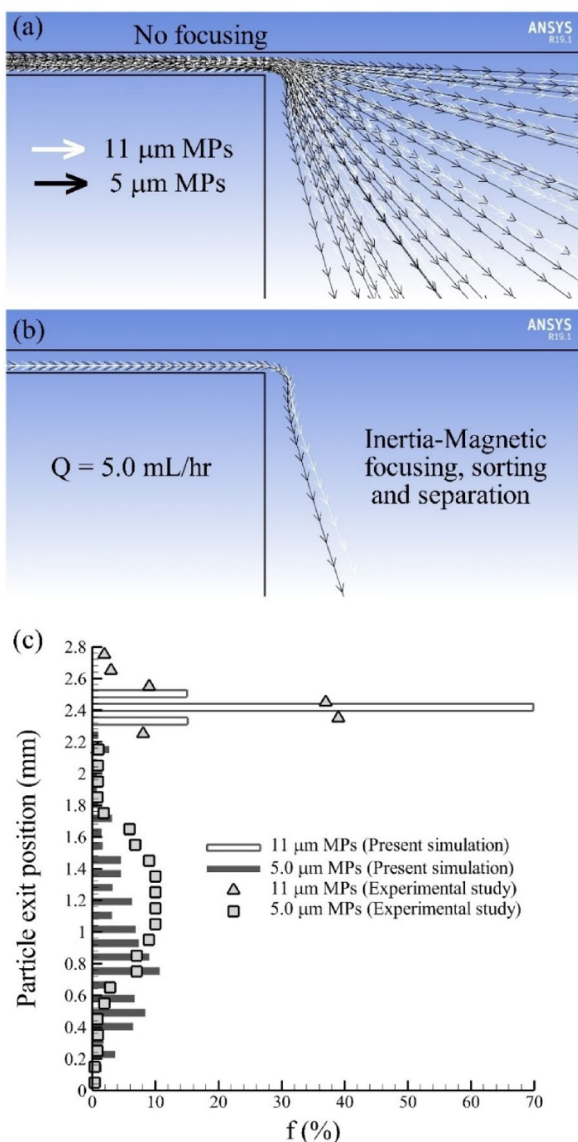 (a)
No focusing
ANSYS
R19.1
11 μm MPs
5 μm MPs
(b)
ANSYS
R19.1
Q = 5.0 mL/hr
Inertia-Magnetic
focusing, sorting
and separation
(c)
Particle exit position (mm)
2.8
2.6
2.4
2.2
2
1.8
1.6
1.4
1.2
1
0.8
0.6
0.4
0.2
0
11 μm MPs (Present simulation)
5.0 μm MPs (Present simulation)
11 μm MPs (Experimental study)
5.0 μm MPs (Experimental study)
0 10 20 30 40 50 60 70
f (%)